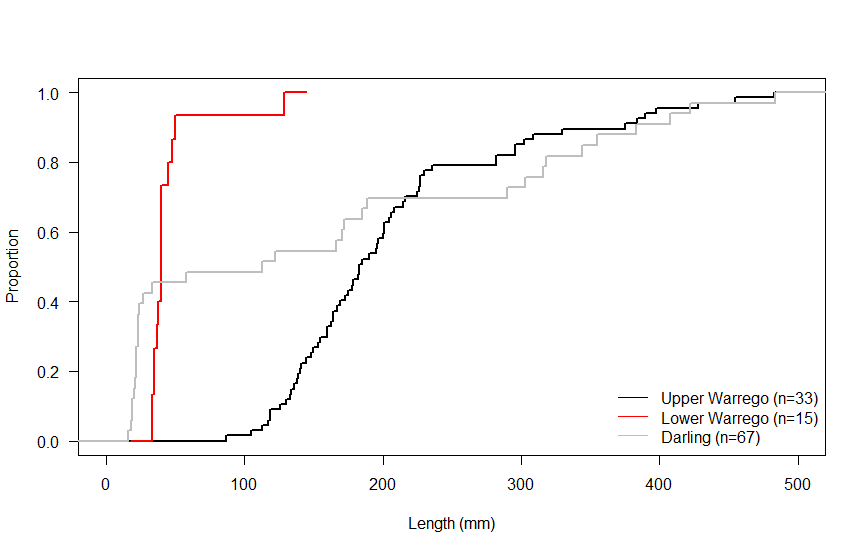 Proportion
1.0
0.8
0.6
0.4
0.2
0.0
Upper Warrego (n=33)
Lower Warrego (n=15)
Darling (n=67)
0 100 200 300 400 500
Length (mm)